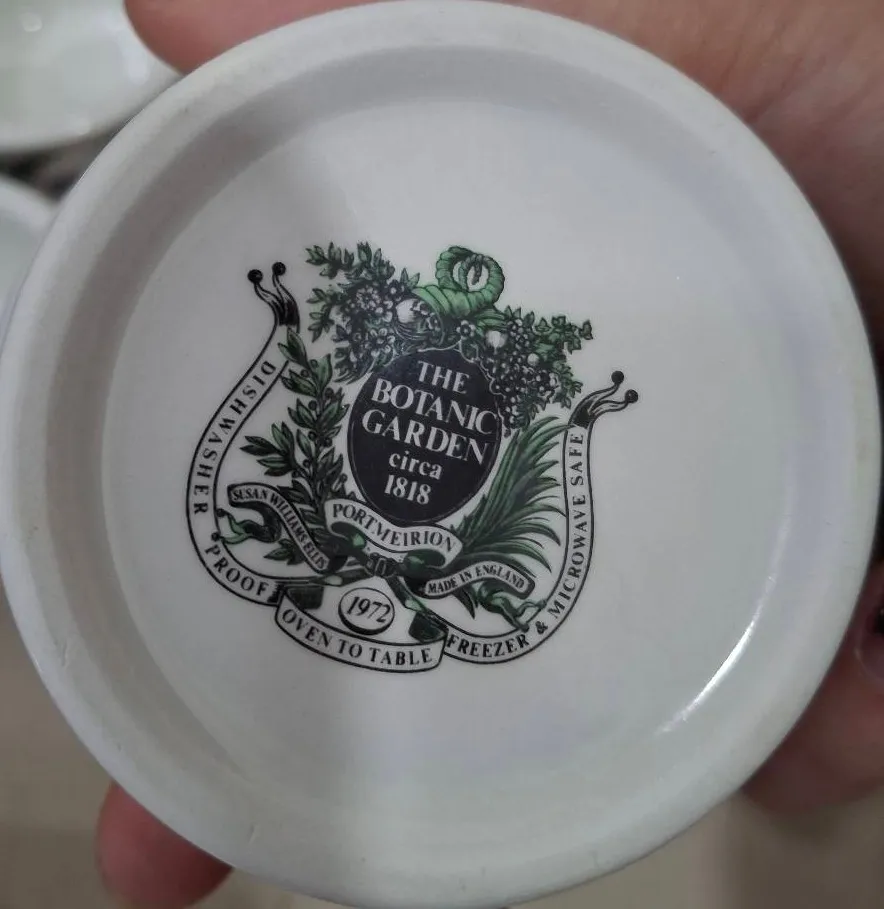 THE
BOTANIC
GARDEN
circa
1818
PORTMEIRION
SUSAN WILLIAMS-ELLIS
MADE IN ENGLAND
1972
DISHWASHER PROOF
OVEN TO TABLE
FREEZER & MICROWAVE SAFE